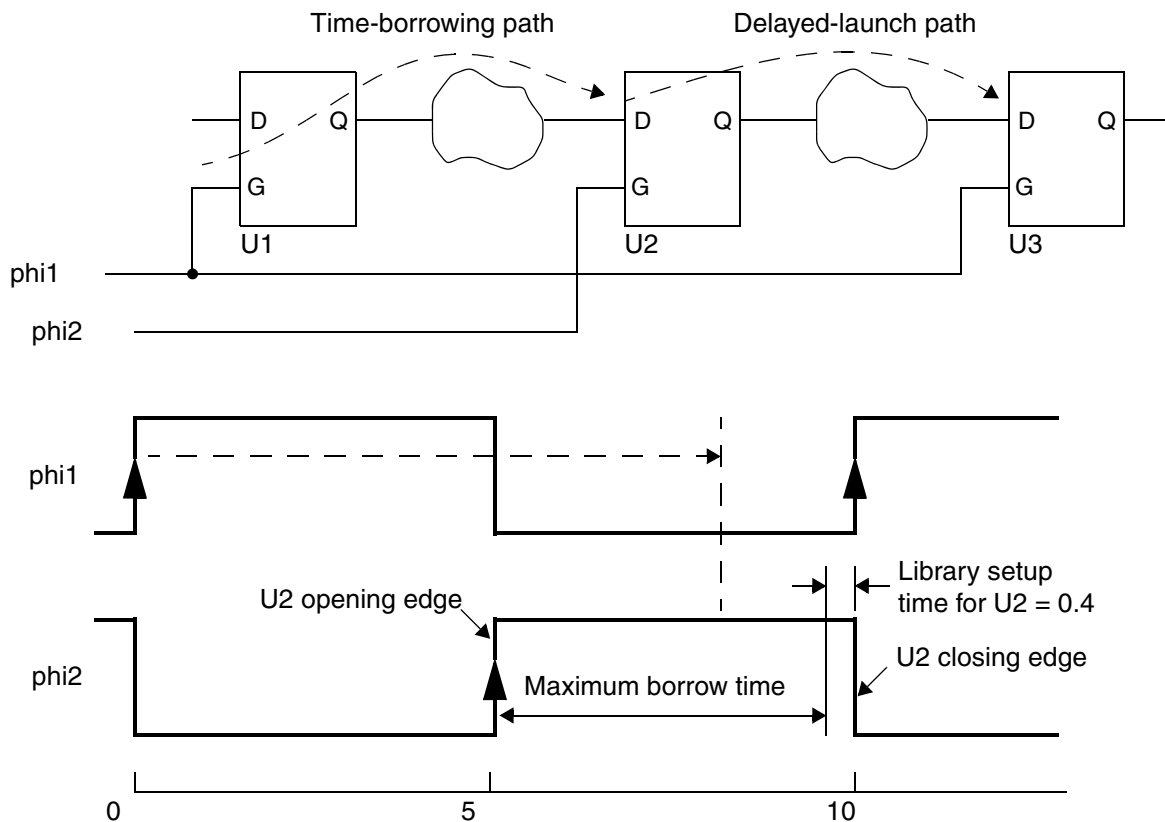 Time-borrowing path
Delayed-launch path
D Q
D Q
D Q
G
G
G
U1
U2
U3
phi1
phi2
phi1
Library setup
time for U2 = 0.4
U2 opening edge
U2 closing edge
phi2
Maximum borrow time
0
5
10